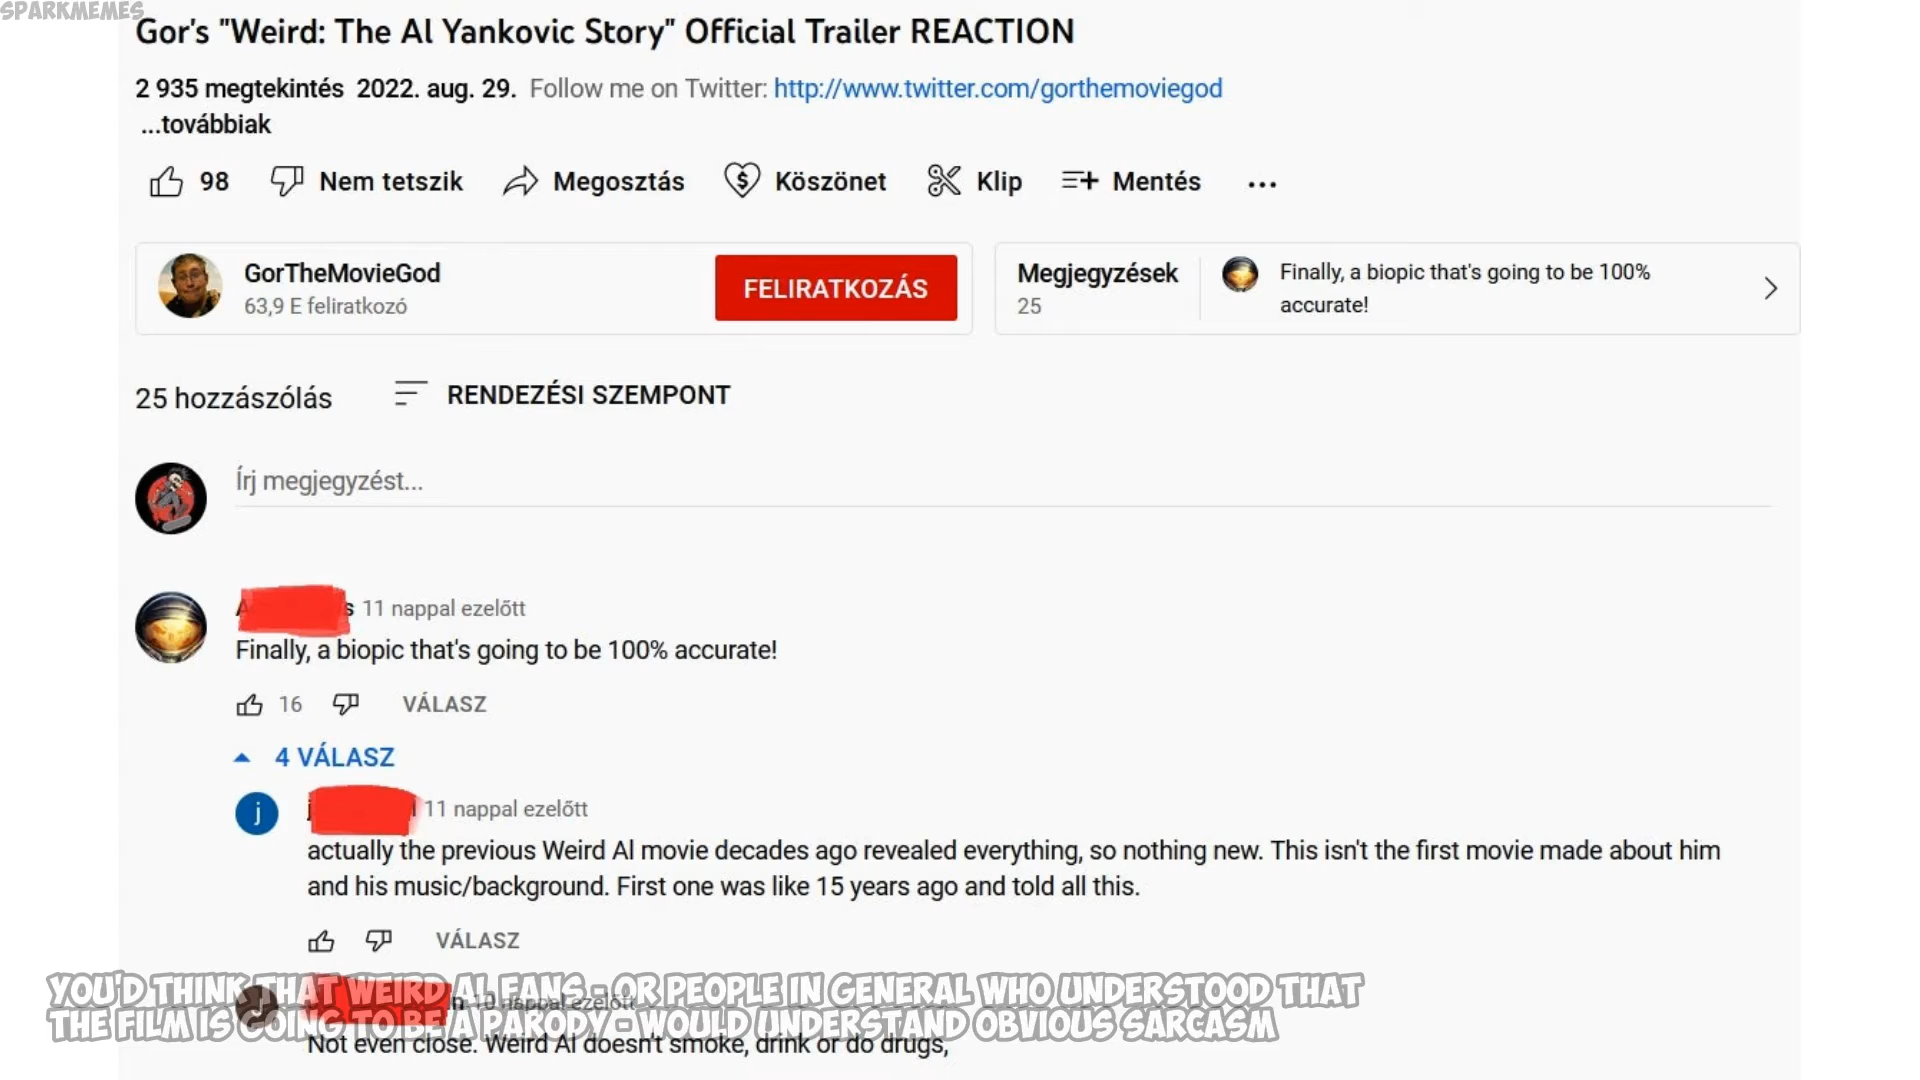 SPARKMEMES
Gor's "Weird: The Al Yankovic Story" Official Trailer REACTION
2 935 megtekintés 2022. aug. 29. Follow me on Twitter: http://www.twitter.com/gorthemoviegod
...továbbiak
98 Nem tetszik Megosztás Köszönet Klip Mentés ...
GorTheMovieGod
63,9 E feliratkozó
FELIRATKOZÁS
Megjegyzések
25
Finally, a biopic that's going to be 100%
accurate!
25 hozzászólás RENDEZÉSI SZEMPONT
Írj megjegyzést...
11 nappal ezelőtt
Finally, a biopic that's going to be 100% accurate!
16 VÁLASZ
4 VÁLASZ
j
11 nappal ezelőtt
actually the previous Weird Al movie decades ago revealed everything, so nothing new. This isn't the first movie made about him
and his music/background. First one was like 15 years ago and told all this.
VÁLASZ
10 nappal ezelőtt
YOU'D THINK THAT WEIRD AL FANS - OR PEOPLE IN GENERAL WHO UNDERSTOOD THAT
THE FILM IS GOING TO BE A PARODY - WOULD UNDERSTAND OBVIOUS SARCASM
Not even close. Weird Al doesn't smoke, drink or do drugs,